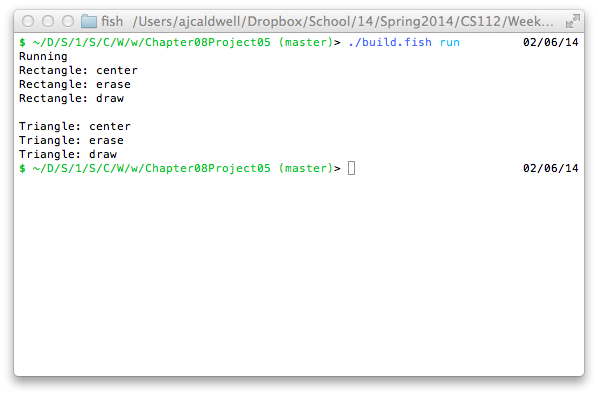 fish /Users/ajcaldwell/Dropbox/School/14/Spring2014/CS112/Week...
$ ~/D/S/1/S/C/W/w/Chapter08Project05 (master)> ./build.fish run 02/06/14
Running
Rectangle: center
Rectangle: erase
Rectangle: draw
Triangle: center
Triangle: erase
Triangle: draw
$ ~/D/S/1/S/C/W/w/Chapter08Project05 (master)> 02/06/14